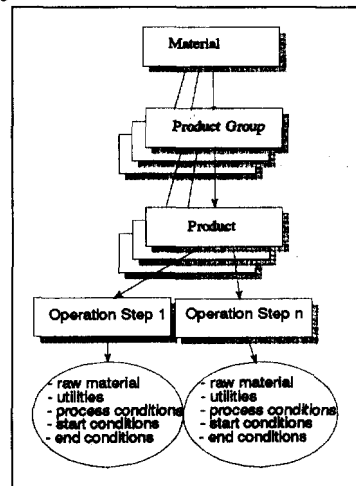 Material
Product Group
Product
Operation Step 1
Operation Step n
- raw material
- utilities
- process conditions
- start conditions
- end conditions
- raw material
- utilities
- process conditions
- start conditions
- end conditions